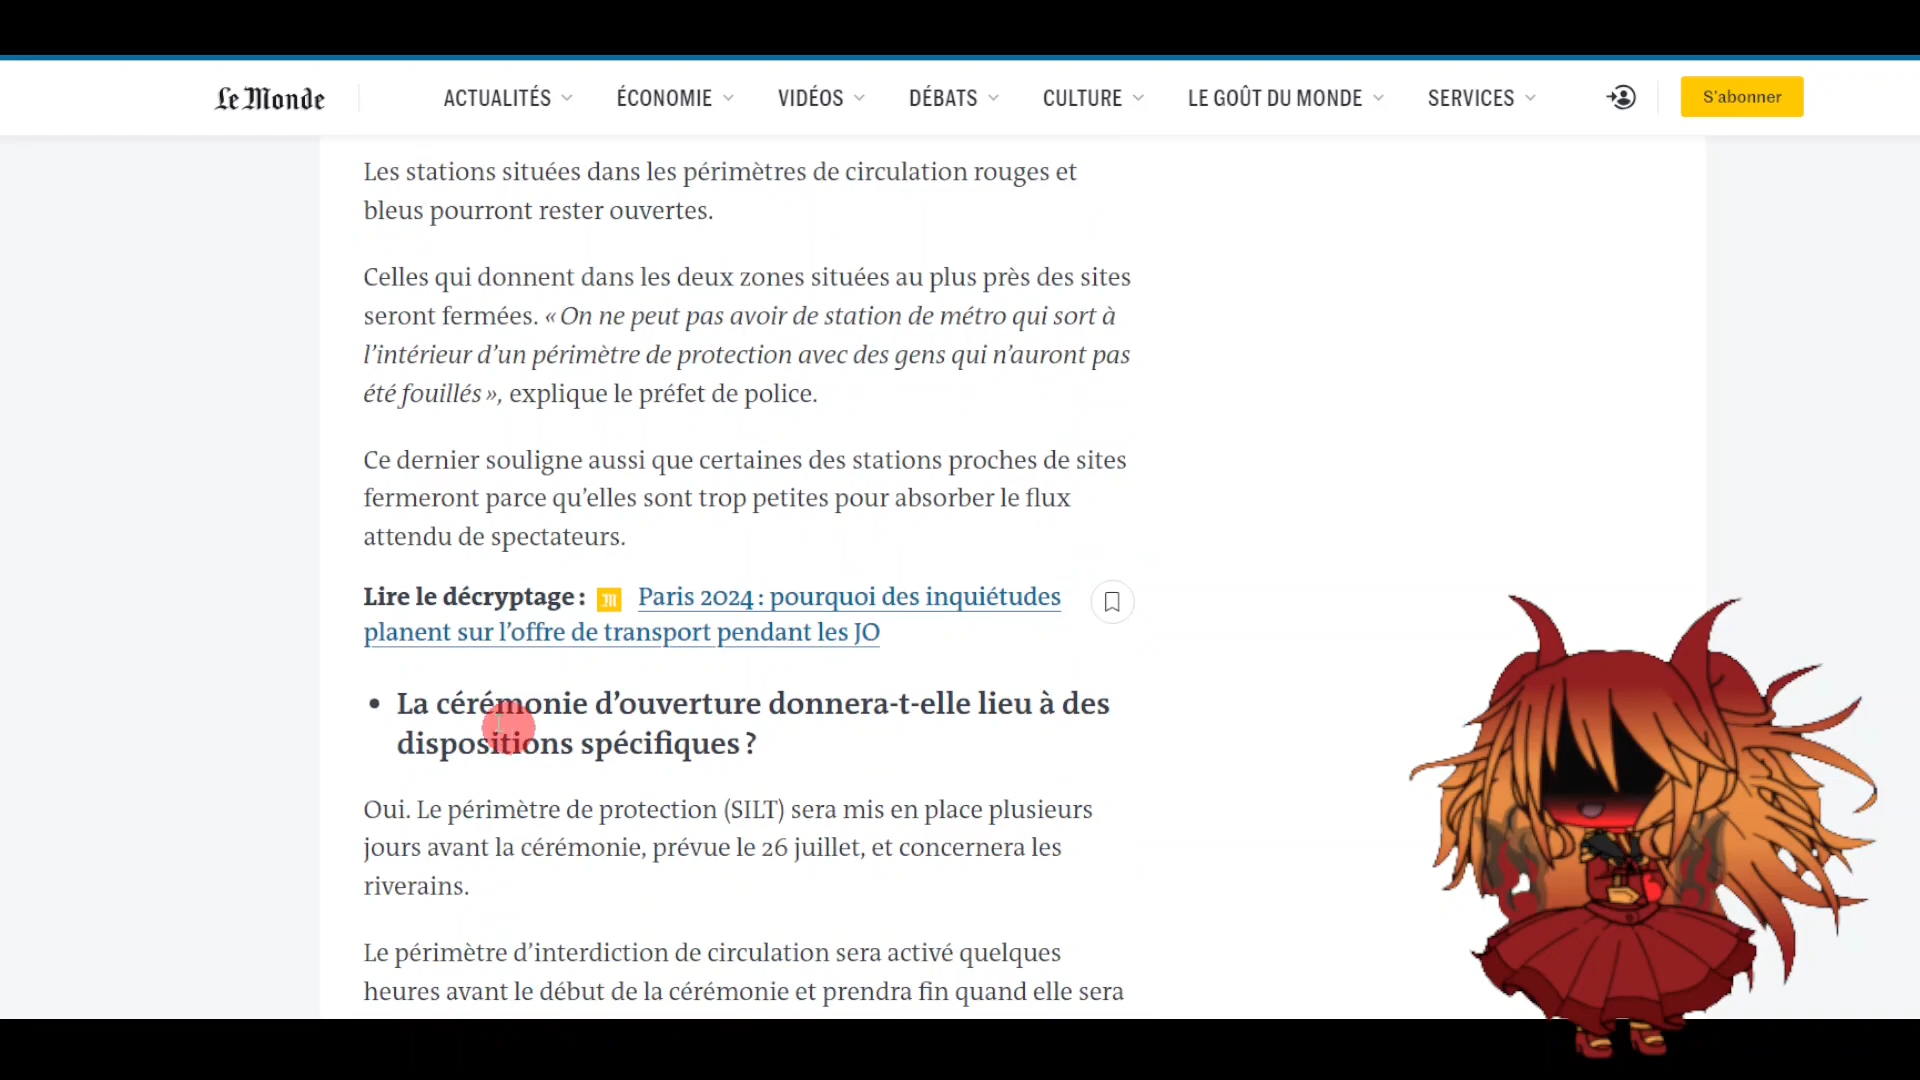 Le Monde
ACTUALITÉS
ÉCONOMIE
VIDÉOS
DÉBATS
CULTURE
LE GOÛT DU MONDE
SERVICES
S'abonner
Les stations situées dans les périmètres de circulation rouges et
bleus pourront rester ouvertes.
Celles qui donnent dans les deux zones situées au plus près des sites
seront fermées. « On ne peut pas avoir de station de métro qui sort à
l’intérieur d’un périmètre de protection avec des gens qui n’auront pas
été fouillés », explique le préfet de police.
Ce dernier souligne aussi que certaines des stations proches de sites
fermeront parce qu’elles sont trop petites pour absorber le flux
attendu de spectateurs.
Lire le décryptage : M Paris 2024 : pourquoi des inquiétudes
planent sur l’offre de transport pendant les JO
• La cérémonie d’ouverture donnera-t-elle lieu à des
dispositions spécifiques ?
Oui. Le périmètre de protection (SILT) sera mis en place plusieurs
jours avant la cérémonie, prévue le 26 juillet, et concernera les
riverains.
Le périmètre d’interdiction de circulation sera activé quelques
heures avant le début de la cérémonie et prendra fin quand elle sera